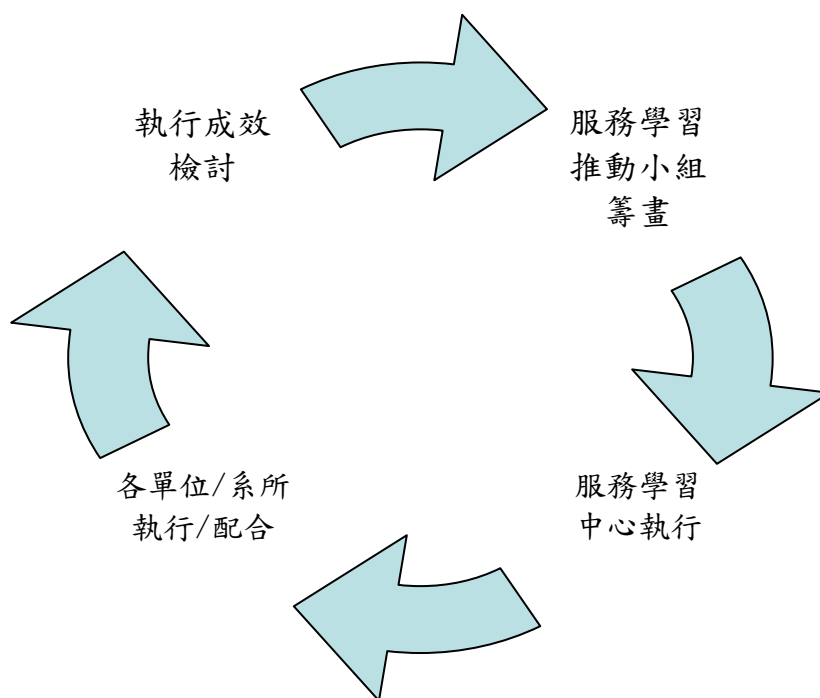 執行成效
檢討
服務學習
推動小組
籌畫
各單位/系所
執行/配合
服務學習
中心執行